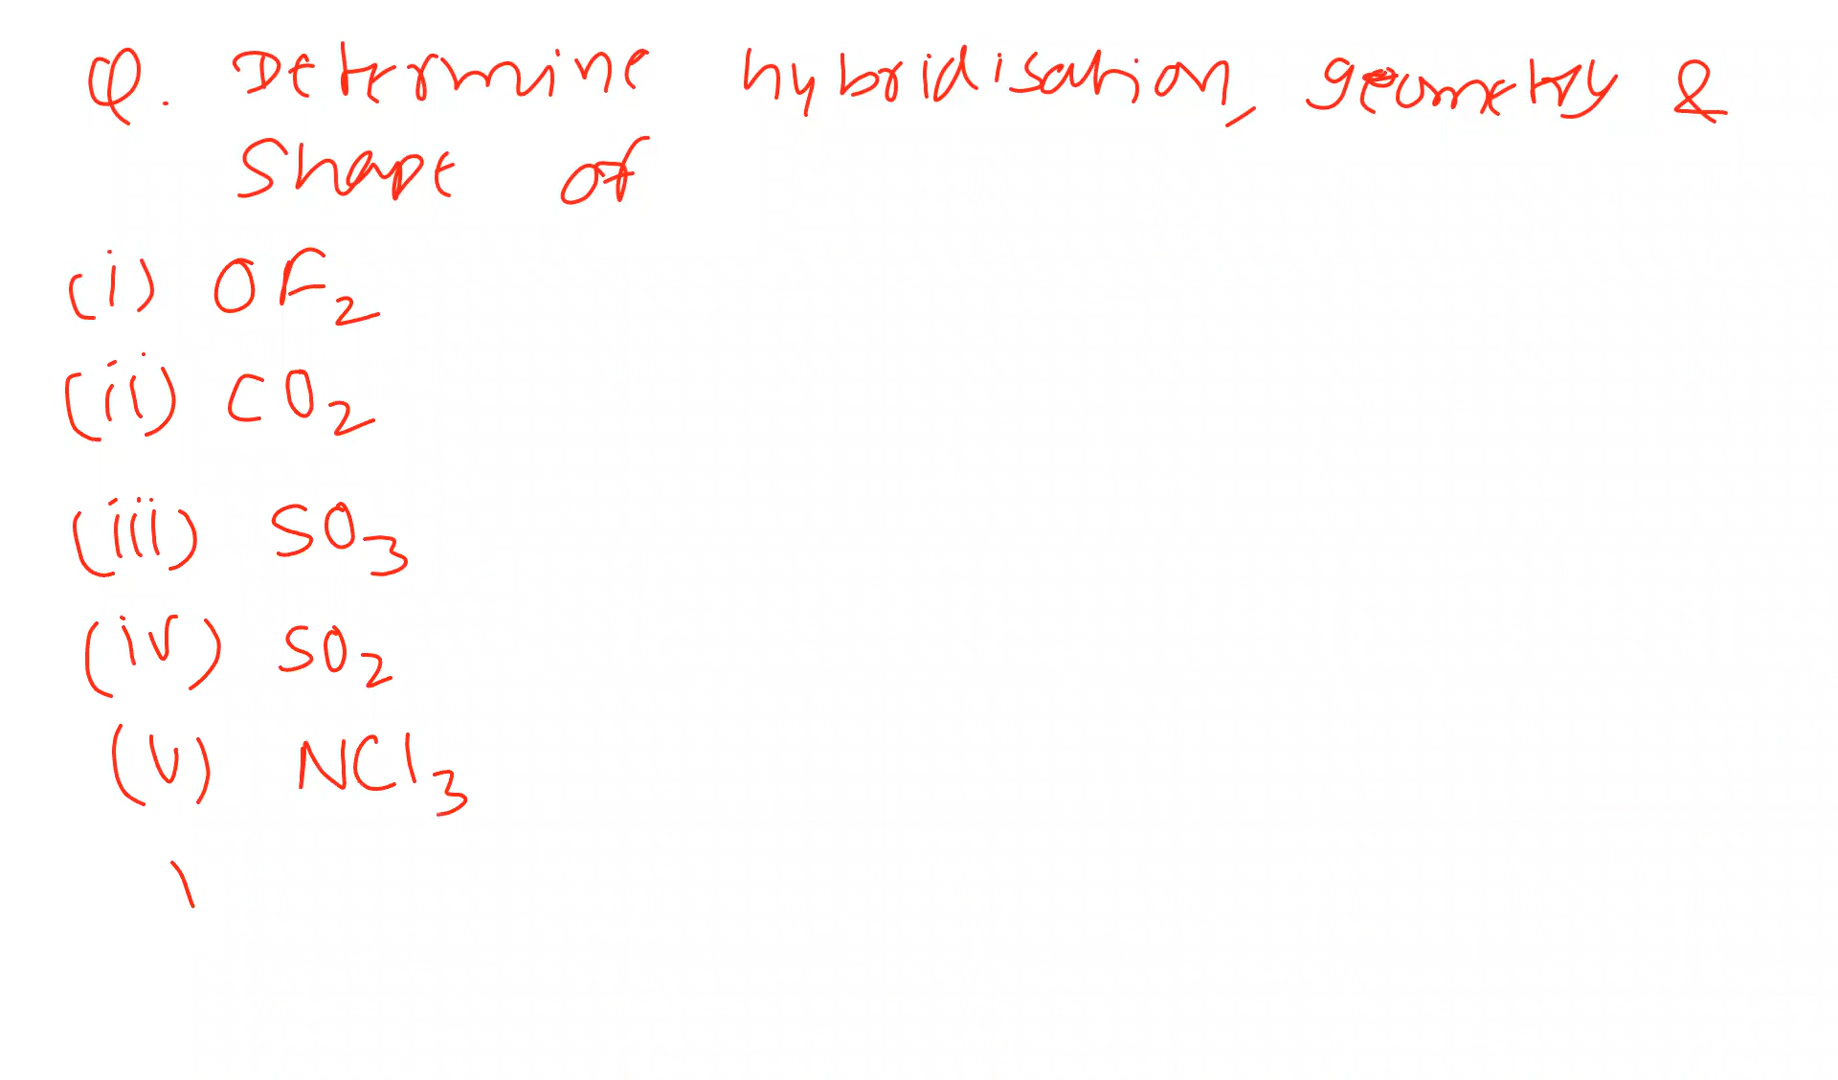 Q. Determine hybridisation, geometry &
Shape of
(i) OF₂
(ii) CO₂
(iii) SO₃
(iv) SO₂
(v) NCl₃
\